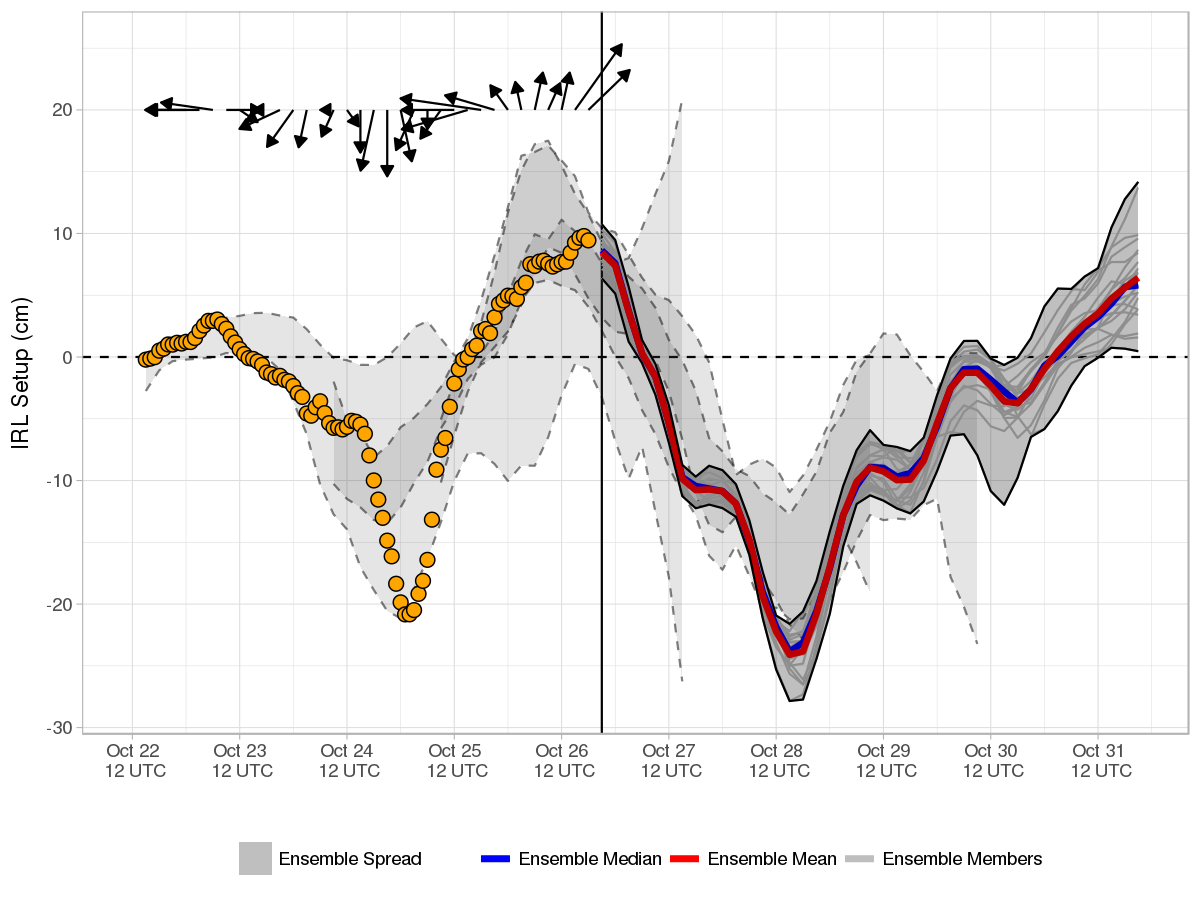 IRL Setup (cm)
20
10
0
-10
-20
-30
Oct 22 Oct 23 Oct 24 Oct 25 Oct 26 Oct 27 Oct 28 Oct 29 Oct 30 Oct 31
12 UTC 12 UTC 12 UTC 12 UTC 12 UTC 12 UTC 12 UTC 12 UTC 12 UTC 12 UTC
Ensemble Spread Ensemble Median Ensemble Mean Ensemble Members